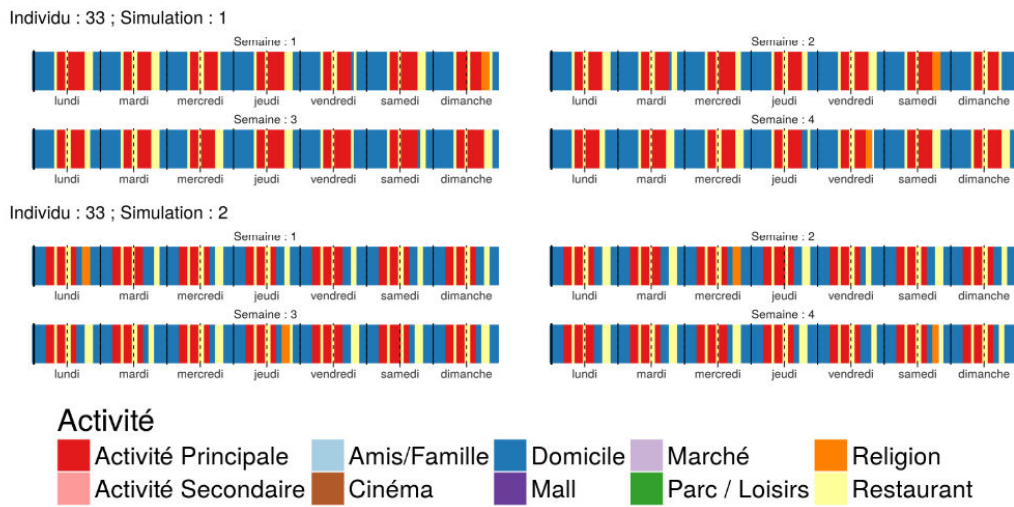 Individu : 33 ; Simulation : 1
Semaine : 1
Semaine : 2
lundi mardi mercredi jeudi vendredi samedi dimanche
lundi mardi mercredi jeudi vendredi samedi dimanche
Semaine : 3
Semaine : 4
lundi mardi mercredi jeudi vendredi samedi dimanche
lundi mardi mercredi jeudi vendredi samedi dimanche
Individu : 33 ; Simulation : 2
Semaine : 1
Semaine : 2
lundi mardi mercredi jeudi vendredi samedi dimanche
lundi mardi mercredi jeudi vendredi samedi dimanche
Semaine : 3
Semaine : 4
lundi mardi mercredi jeudi vendredi samedi dimanche
lundi mardi mercredi jeudi vendredi samedi dimanche
Activité
Activité Principale Amis/Famille Domicile Marché Religion
Activité Secondaire Cinéma Mall Parc / Loisirs Restaurant